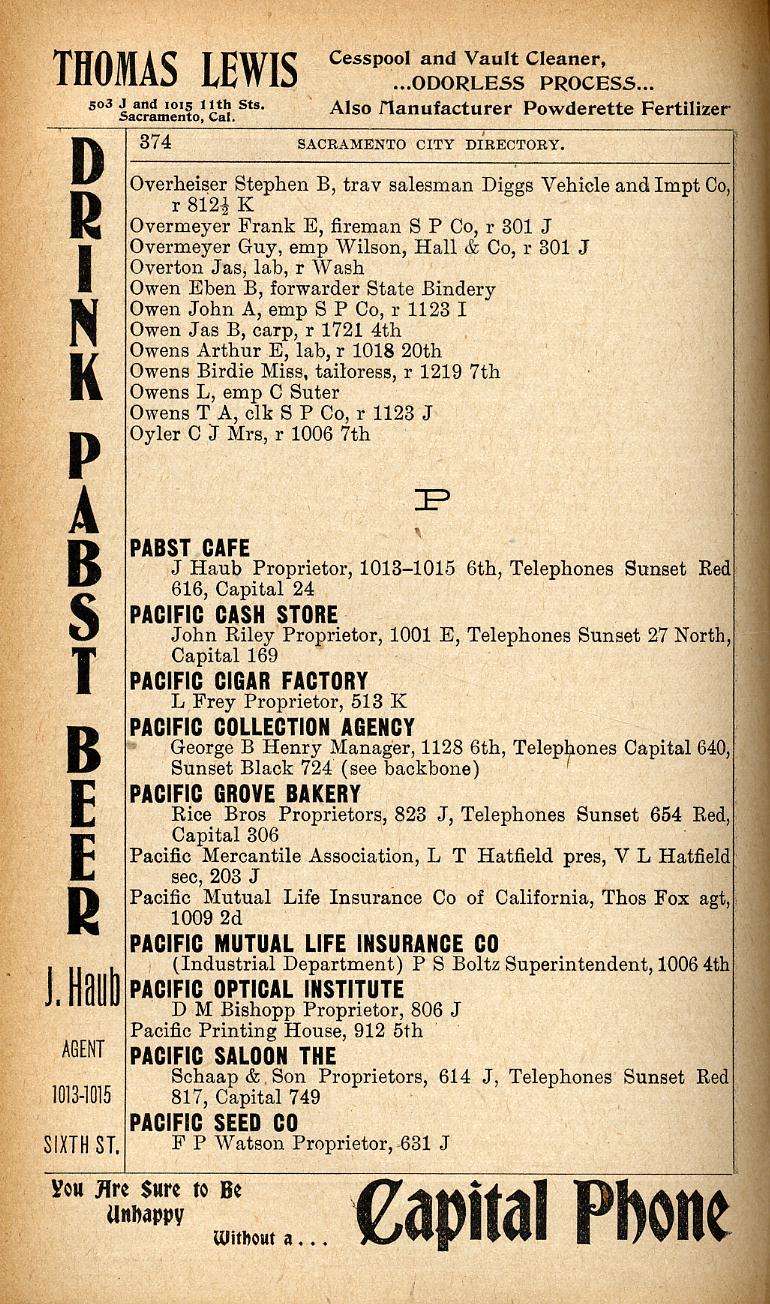 THOMAS LEWIS
503 J and 1015 11th Sts.
Sacramento, Cal.
Cesspool and Vault Cleaner,
...ODORLESS PROCESS...
Also Manufacturer Powderette Fertilizer
374 SACRAMENTO CITY DIRECTORY.
Overheiser Stephen B, trav salesman Diggs Vehicle and Impt Co,
r 812½ K
Overmeyer Frank E, fireman S P Co, r 301 J
Overmeyer Guy, emp Wilson, Hall & Co, r 301 J
Overton Jas, lab, r Wash
Owen Eben B, forwarder State Bindery
Owen John A, emp S P Co, r 1123 I
Owen Jas B, carp, r 1721 4th
Owens Arthur E, lab, r 1018 20th
Owens Birdie Miss, tailoress, r 1219 7th
Owens L, emp C Suter
Owens T A, clk S P Co, r 1123 J
Oyler C J Mrs, r 1006 7th
P
PABST CAFE
J Haub Proprietor, 1013–1015 6th, Telephones Sunset Red
616, Capital 24
PACIFIC CASH STORE
John Riley Proprietor, 1001 E, Telephones Sunset 27 North,
Capital 169
PACIFIC CIGAR FACTORY
L Frey Proprietor, 513 K
PACIFIC COLLECTION AGENCY
George B Henry Manager, 1128 6th, Telephones Capital 640,
Sunset Black 724 (see backbone)
PACIFIC GROVE BAKERY
Rice Bros Proprietors, 823 J, Telephones Sunset 654 Red,
Capital 306
Pacific Mercantile Association, L T Hatfield pres, V L Hatfield
sec, 203 J
Pacific Mutual Life Insurance Co of California, Thos Fox agt,
1009 2d
PACIFIC MUTUAL LIFE INSURANCE CO
(Industrial Department) P S Boltz Superintendent, 1006 4th
PACIFIC OPTICAL INSTITUTE
D M Bishopp Proprietor, 806 J
Pacific Printing House, 912 5th
PACIFIC SALOON THE
Schaap & Son Proprietors, 614 J, Telephones Sunset Red
817, Capital 749
PACIFIC SEED CO
F P Watson Proprietor, 631 J
DRINK PABST BEER
J. Haub
AGENT
1013-1015
SIXTH ST.
You Are Sure to Be
Unhappy
Without a...
Capital Phone